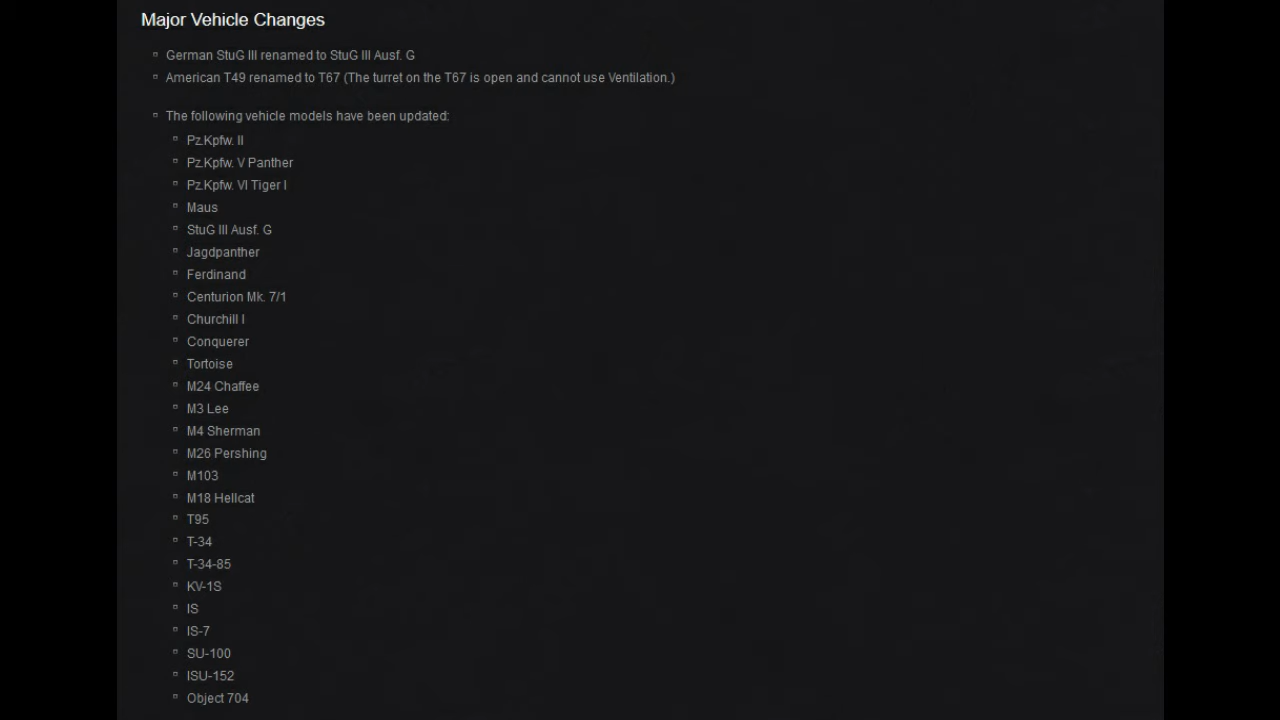 Major Vehicle Changes
German StuG III renamed to StuG III Ausf. G
American T49 renamed to T67 (The turret on the T67 is open and cannot use Ventilation.)
The following vehicle models have been updated:
Pz.Kpfw. II
Pz.Kpfw. V Panther
Pz.Kpfw. VI Tiger I
Maus
StuG III Ausf. G
Jagdpanther
Ferdinand
Centurion Mk. 7/1
Churchill I
Conquerer
Tortoise
M24 Chaffee
M3 Lee
M4 Sherman
M26 Pershing
M103
M18 Hellcat
T95
T-34
T-34-85
KV-1S
IS
IS-7
SU-100
ISU-152
Object 704